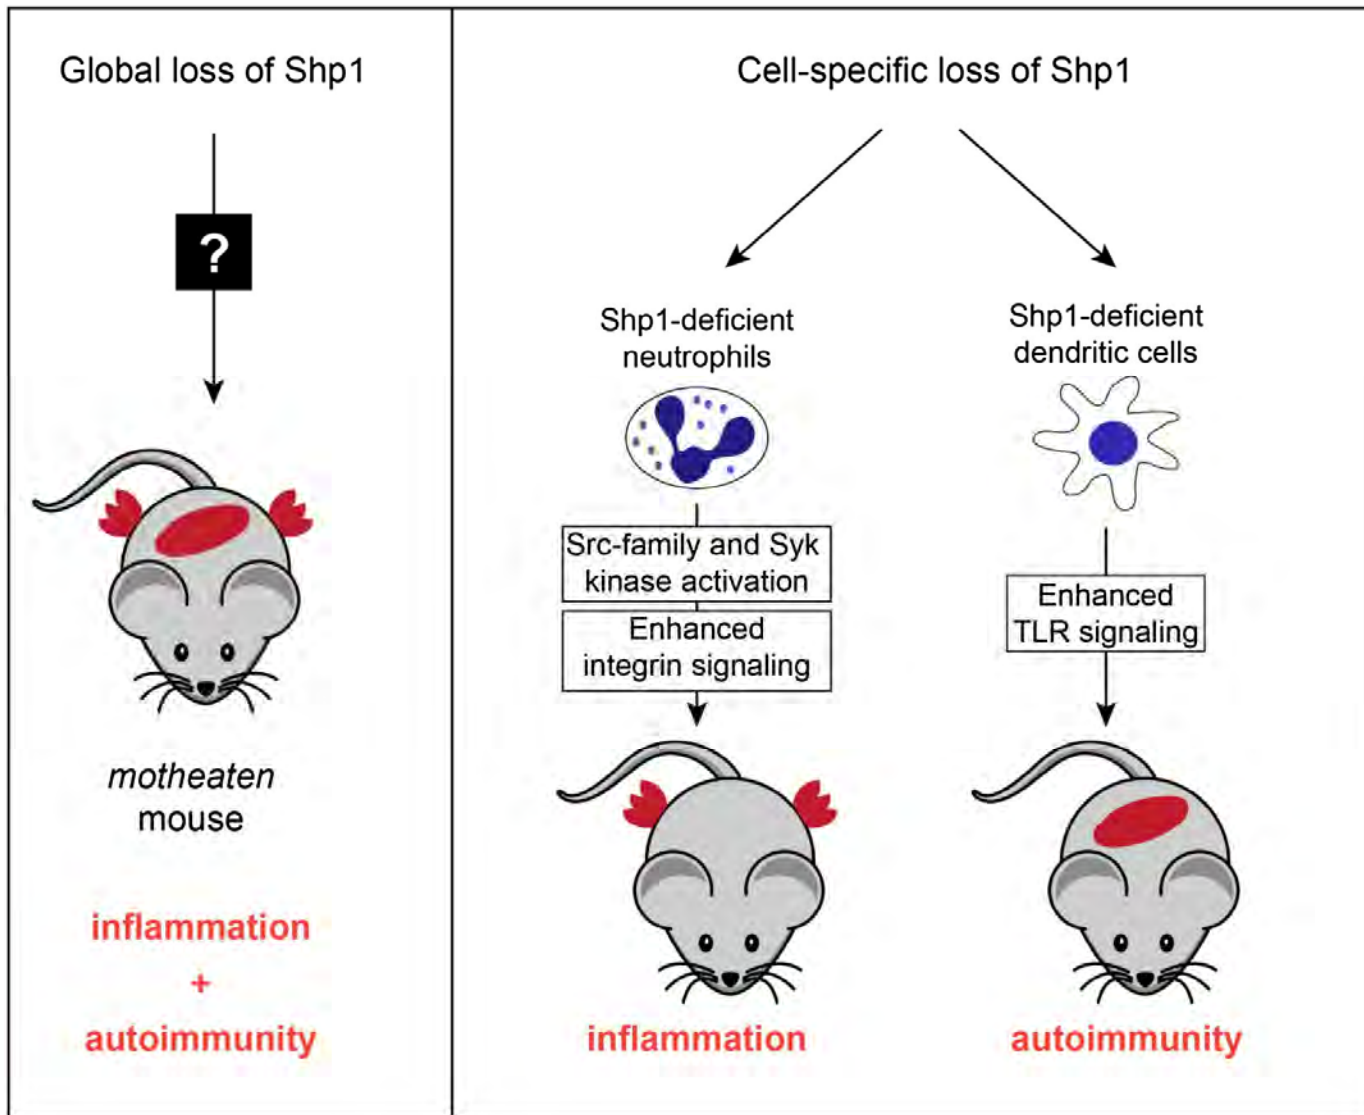 Global loss of Shp1
?
motheaten
mouse
inflammation
+
autoimmunity
Cell-specific loss of Shp1
Shp1-deficient
neutrophils
Src-family and Syk
kinase activation
Enhanced
integrin signaling
inflammation
Shp1-deficient
dendritic cells
Enhanced
TLR signaling
autoimmunity